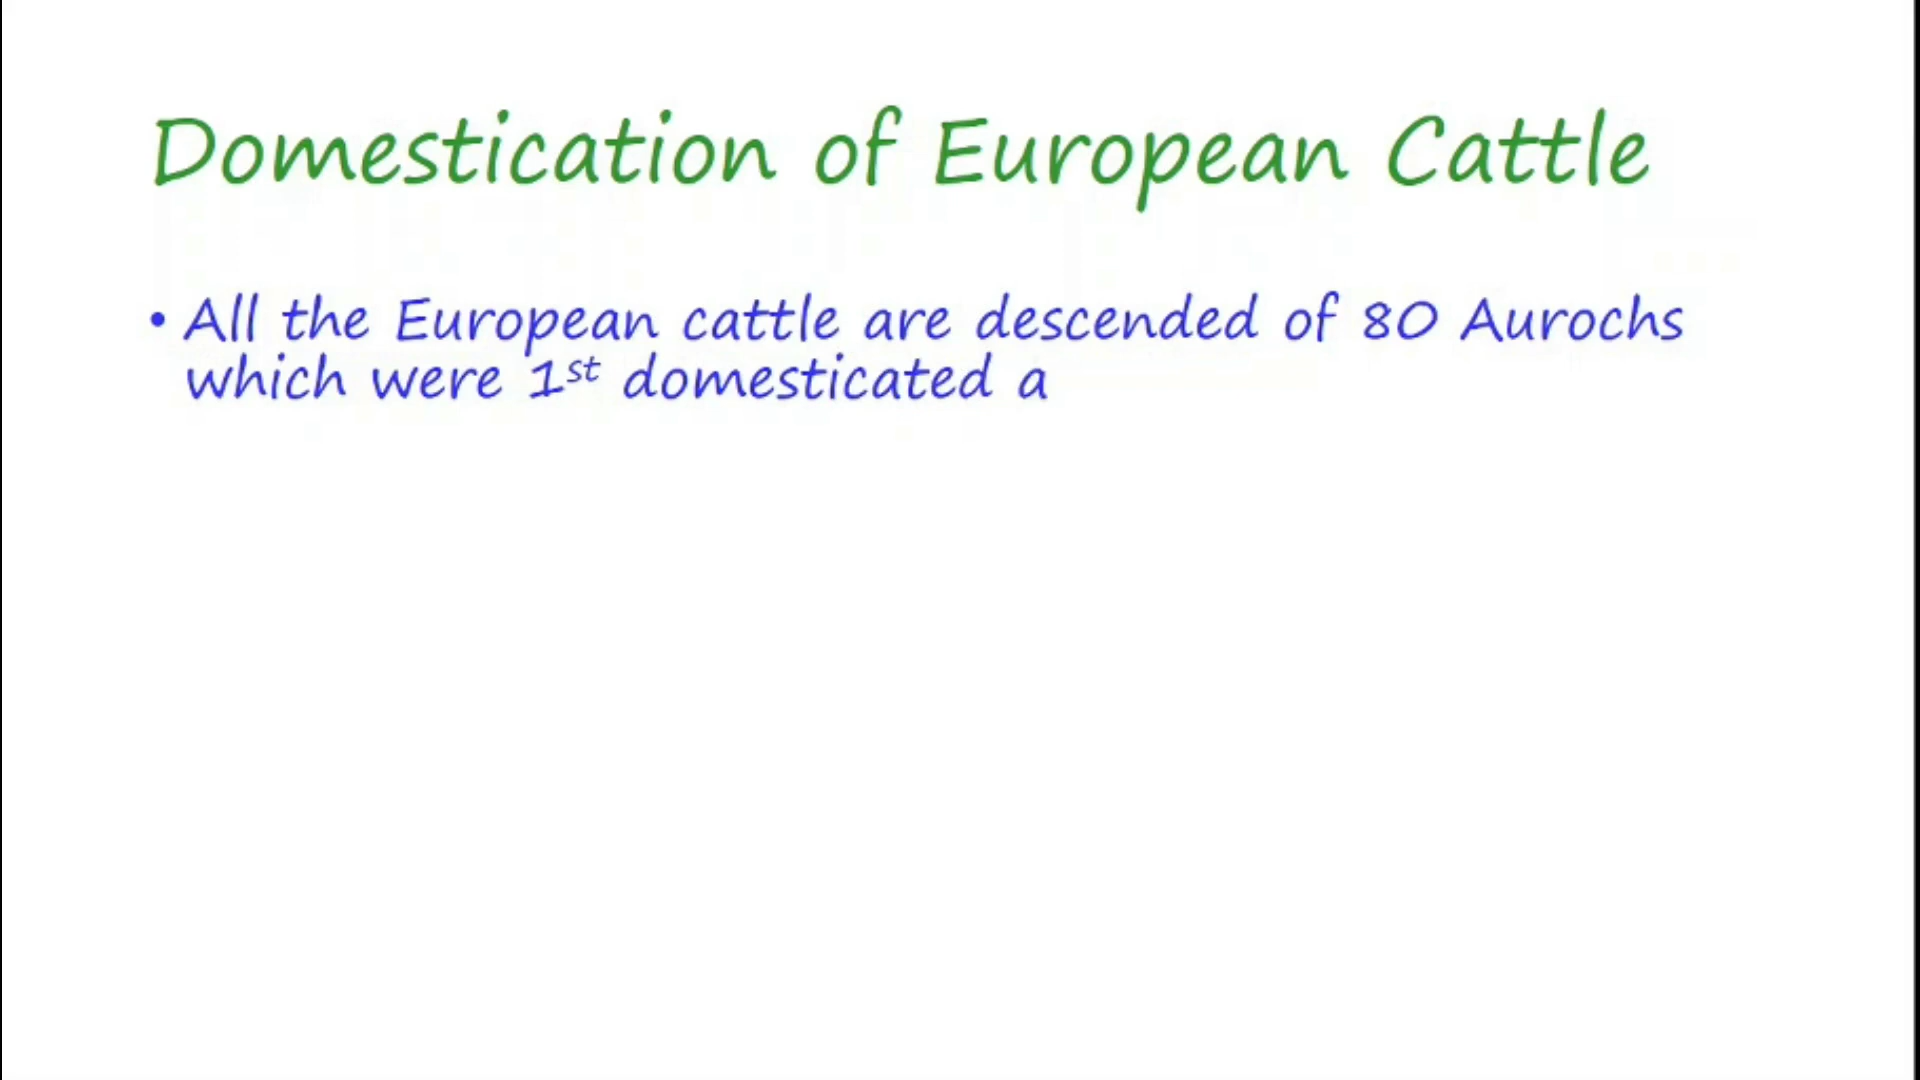 Domestication of European Cattle
• All the European cattle are descended of 80 Aurochs
which were 1st domesticated a